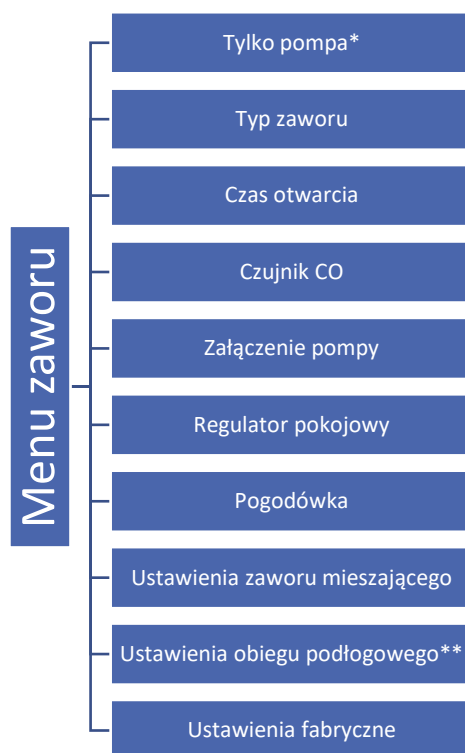 Menu zaworu
Tylko pompa*
Typ zaworu
Czas otwarcia
Czujnik CO
Załączenie pompy
Regulator pokojowy
Pogodówka
Ustawienia zaworu mieszającego
Ustawienia obiegu podłogowego**
Ustawienia fabryczne